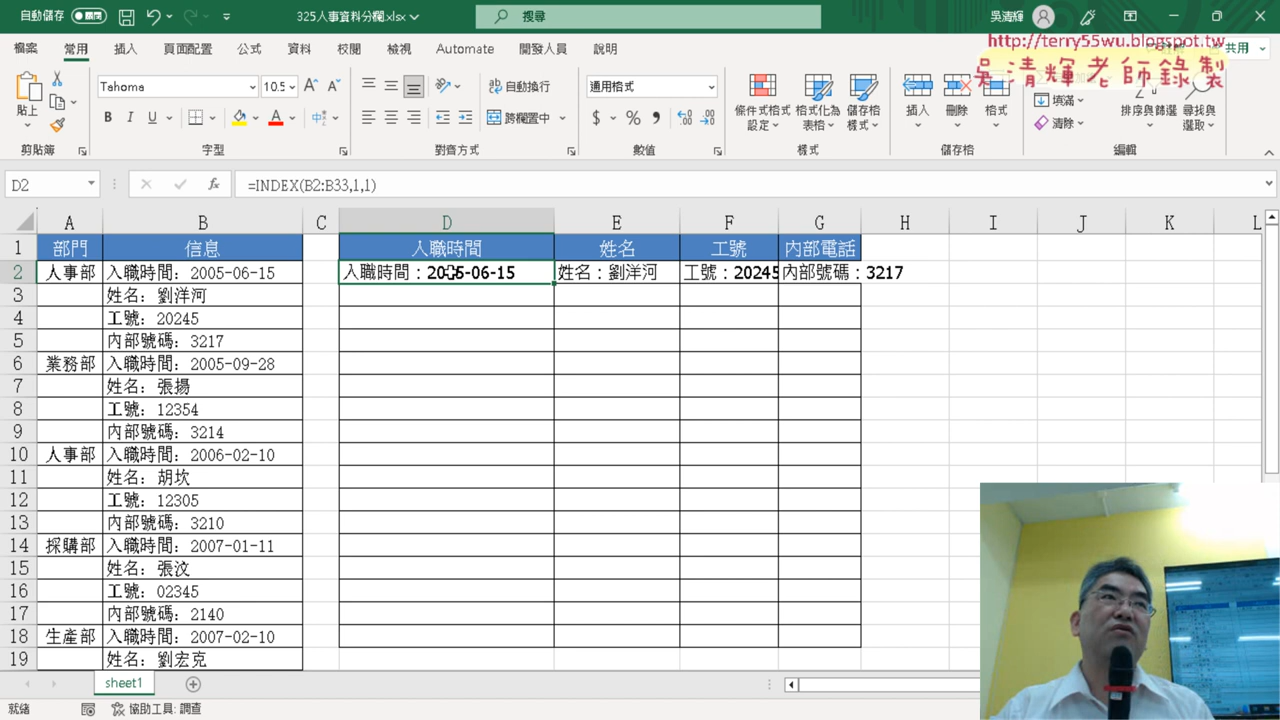 自動儲存 325人事資料分欄.xlsx 搜尋 吳清輝
http://terry55wu.blogspot.tw
吳清輝老師錄製
檔案 常用 插入 頁面配置 公式 資料 校閱 檢視 Automate 開發人員 說明 共用
貼上 Tahoma 10.5 自動換行 通用格式 條件式格式設定 格式化為表格 儲存格樣式 插入 刪除 格式 填滿 清除 排序與篩選 尋找與選取
B I U A 跨欄置中 $ % 9
剪貼簿 字型 對齊方式 數值 樣式 儲存格 編輯
D2 fx =INDEX(B2:B33,1,1)
A B C D E F G H I J K L
1 部門 信息 入職時間 姓名 工號 內部電話
2 人事部 入職時間: 2005-06-15 入職時間：2005-06-15 姓名：劉洋河 工號：20245 內部號碼：3217
3 姓名: 劉洋河
4 工號: 20245
5 內部號碼: 3217
6 業務部 入職時間: 2005-09-28
7 姓名: 張揚
8 工號: 12354
9 內部號碼: 3214
10 人事部 入職時間: 2006-02-10
11 姓名: 胡坎
12 工號: 12305
13 內部號碼: 3210
14 採購部 入職時間: 2007-01-11
15 姓名: 張汶
16 工號: 02345
17 內部號碼: 2140
18 生產部 入職時間: 2007-02-10
19 姓名: 劉宏克
sheet1
就緒 協助工具: 調查